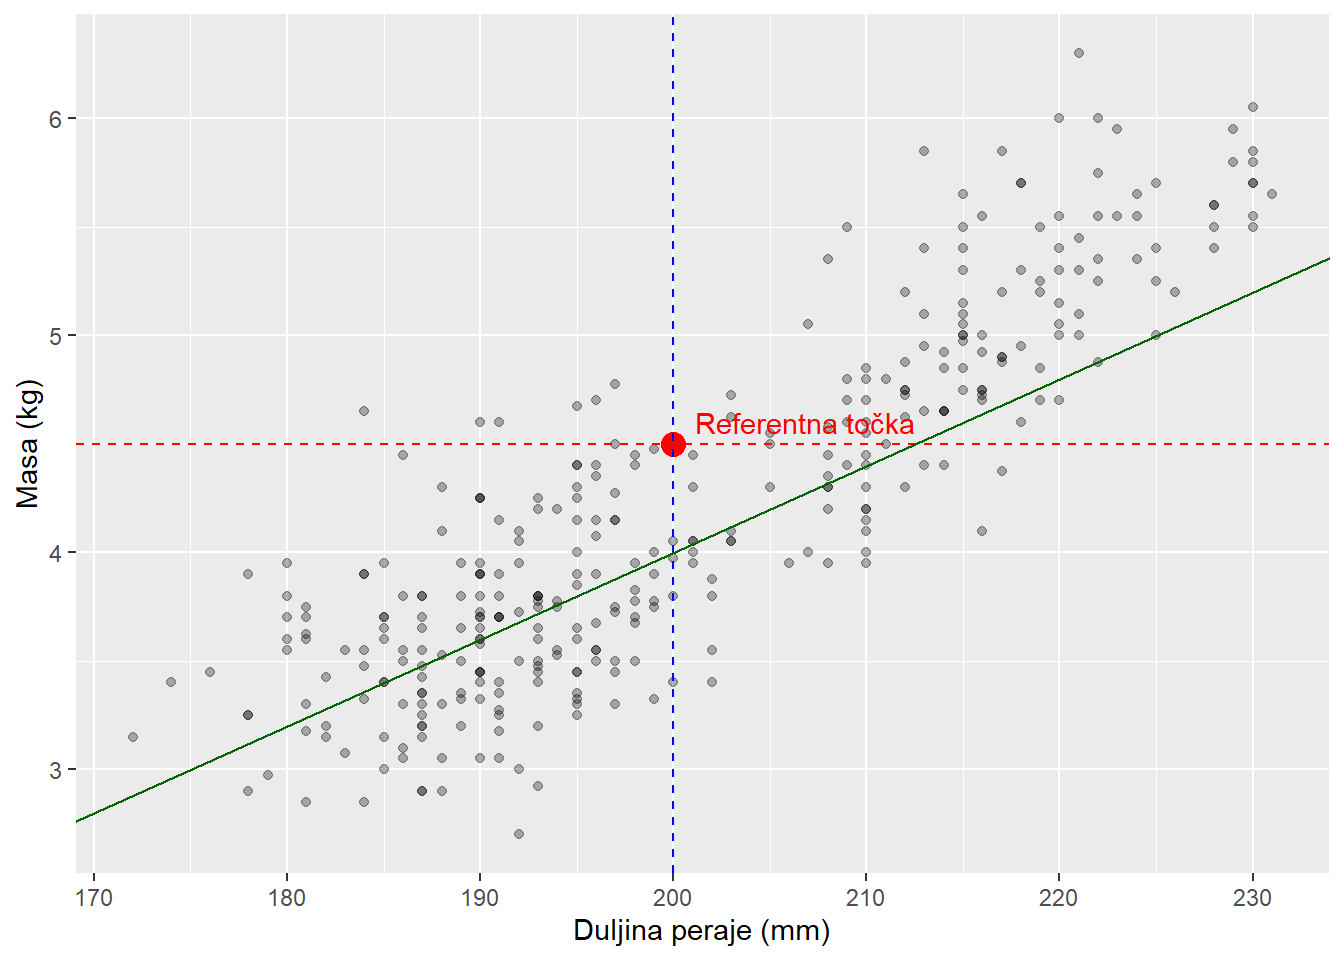 6
5
4
3
Masa (kg)
Referentna točka
170 180 190 200 210 220 230
Duljina peraje (mm)